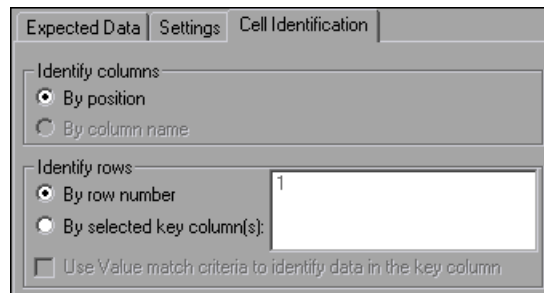 Expected Data Settings Cell Identification
Identify columns
By position
By column name
Identify rows
By row number
1
By selected key column(s):
Use Value match criteria to identify data in the key column